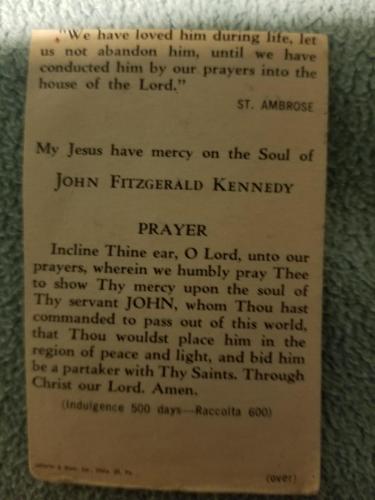 "We have loved him during life, let
us not abandon him, until we have
conducted him by our prayers into the
house of the Lord."
ST. AMBROSE
My Jesus have mercy on the Soul of
JOHN FITZGERALD KENNEDY
PRAYER
Incline Thine ear, O Lord, unto our
prayers, wherein we humbly pray Thee
to show Thy mercy upon the soul of
Thy servant JOHN, whom Thou hast
commanded to pass out of this world,
that Thou wouldst place him in the
region of peace and light, and bid him
be a partaker with Thy Saints. Through
Christ our Lord. Amen.
(Indulgence 500 days—Raccolta 600)
(over)